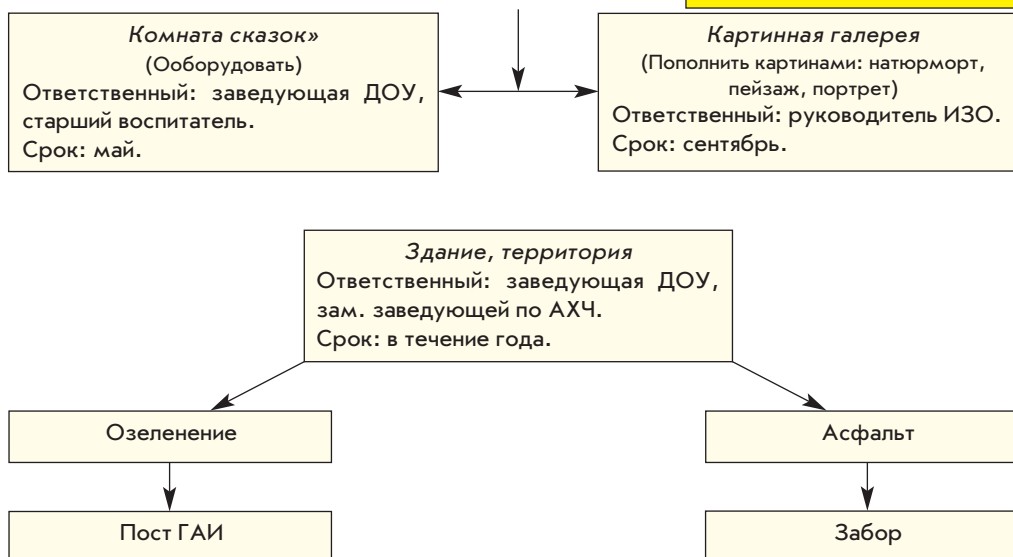 Комната сказок»
(Ооборудовать)
Ответственный: заведующая ДОУ,
старший воспитатель.
Срок: май.
Картинная галерея
(Пополнить картинами: натюрморт,
пейзаж, портрет)
Ответственный: руководитель ИЗО.
Срок: сентябрь.
Здание, территория
Ответственный: заведующая ДОУ,
зам. заведующей по АХЧ.
Срок: в течение года.
Озеленение
Асфальт
Пост ГАИ
Забор